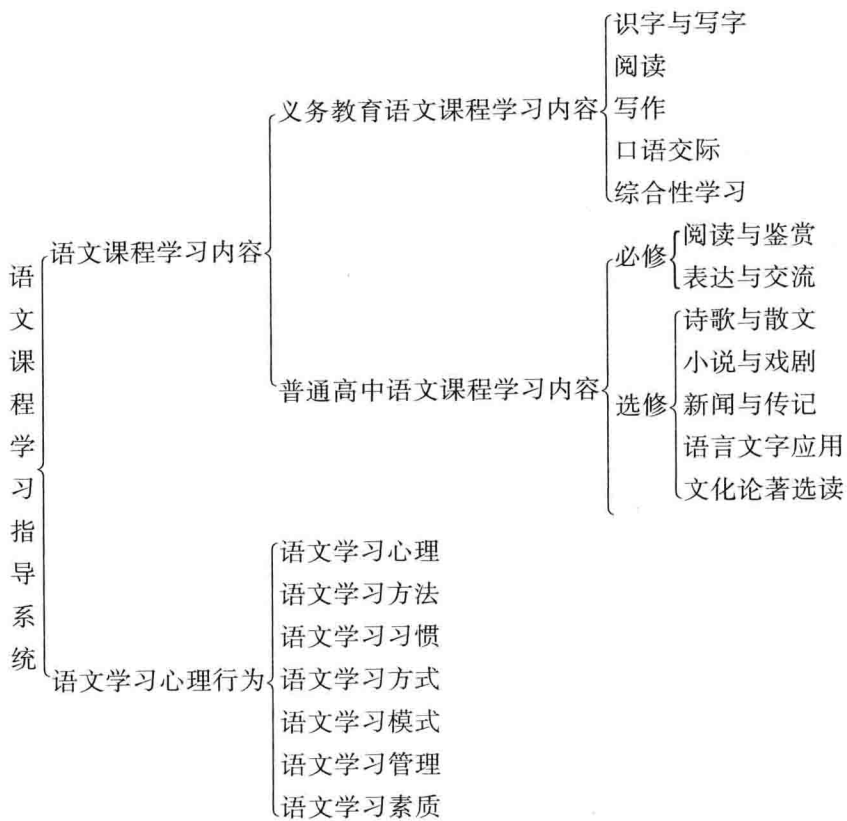 语文课程学习指导系统
语文课程学习内容
义务教育语文课程学习内容
识字与写字
阅读
写作
口语交际
综合性学习
普通高中语文课程学习内容
必修
阅读与鉴赏
表达与交流
选修
诗歌与散文
小说与戏剧
新闻与传记
语言文字应用
文化论著选读
语文学习心理行为
语文学习心理
语文学习方法
语文学习习惯
语文学习方式
语文学习模式
语文学习管理
语文学习素质